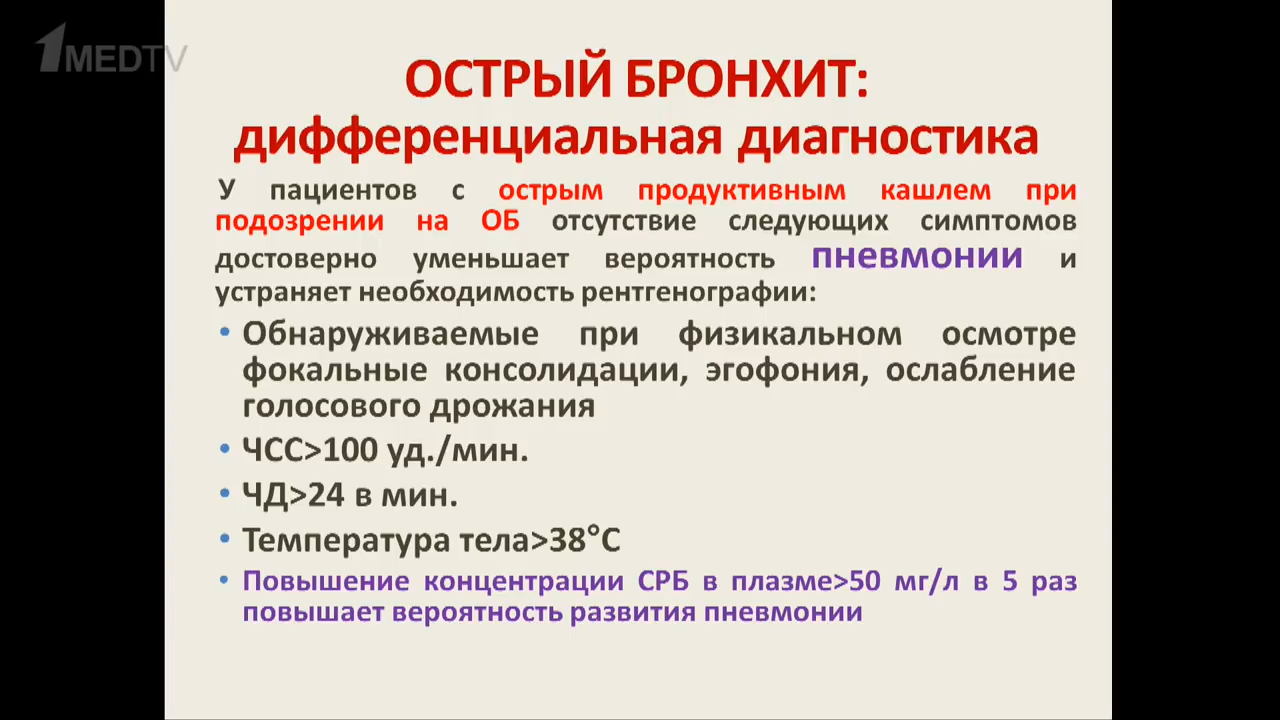 1MEDTV
ОСТРЫЙ БРОНХИТ:
дифференциальная диагностика
У пациентов с острым продуктивным кашлем при
подозрении на ОБ отсутствие следующих симптомов
достоверно уменьшает вероятность пневмонии и
устраняет необходимость рентгенографии:
• Обнаруживаемые при физикальном осмотре
фокальные консолидации, эгофония, ослабление
голосового дрожания
• ЧСС>100 уд./мин.
• ЧД>24 в мин.
• Температура тела>38°С
• Повышение концентрации СРБ в плазме>50 мг/л в 5 раз
повышает вероятность развития пневмонии